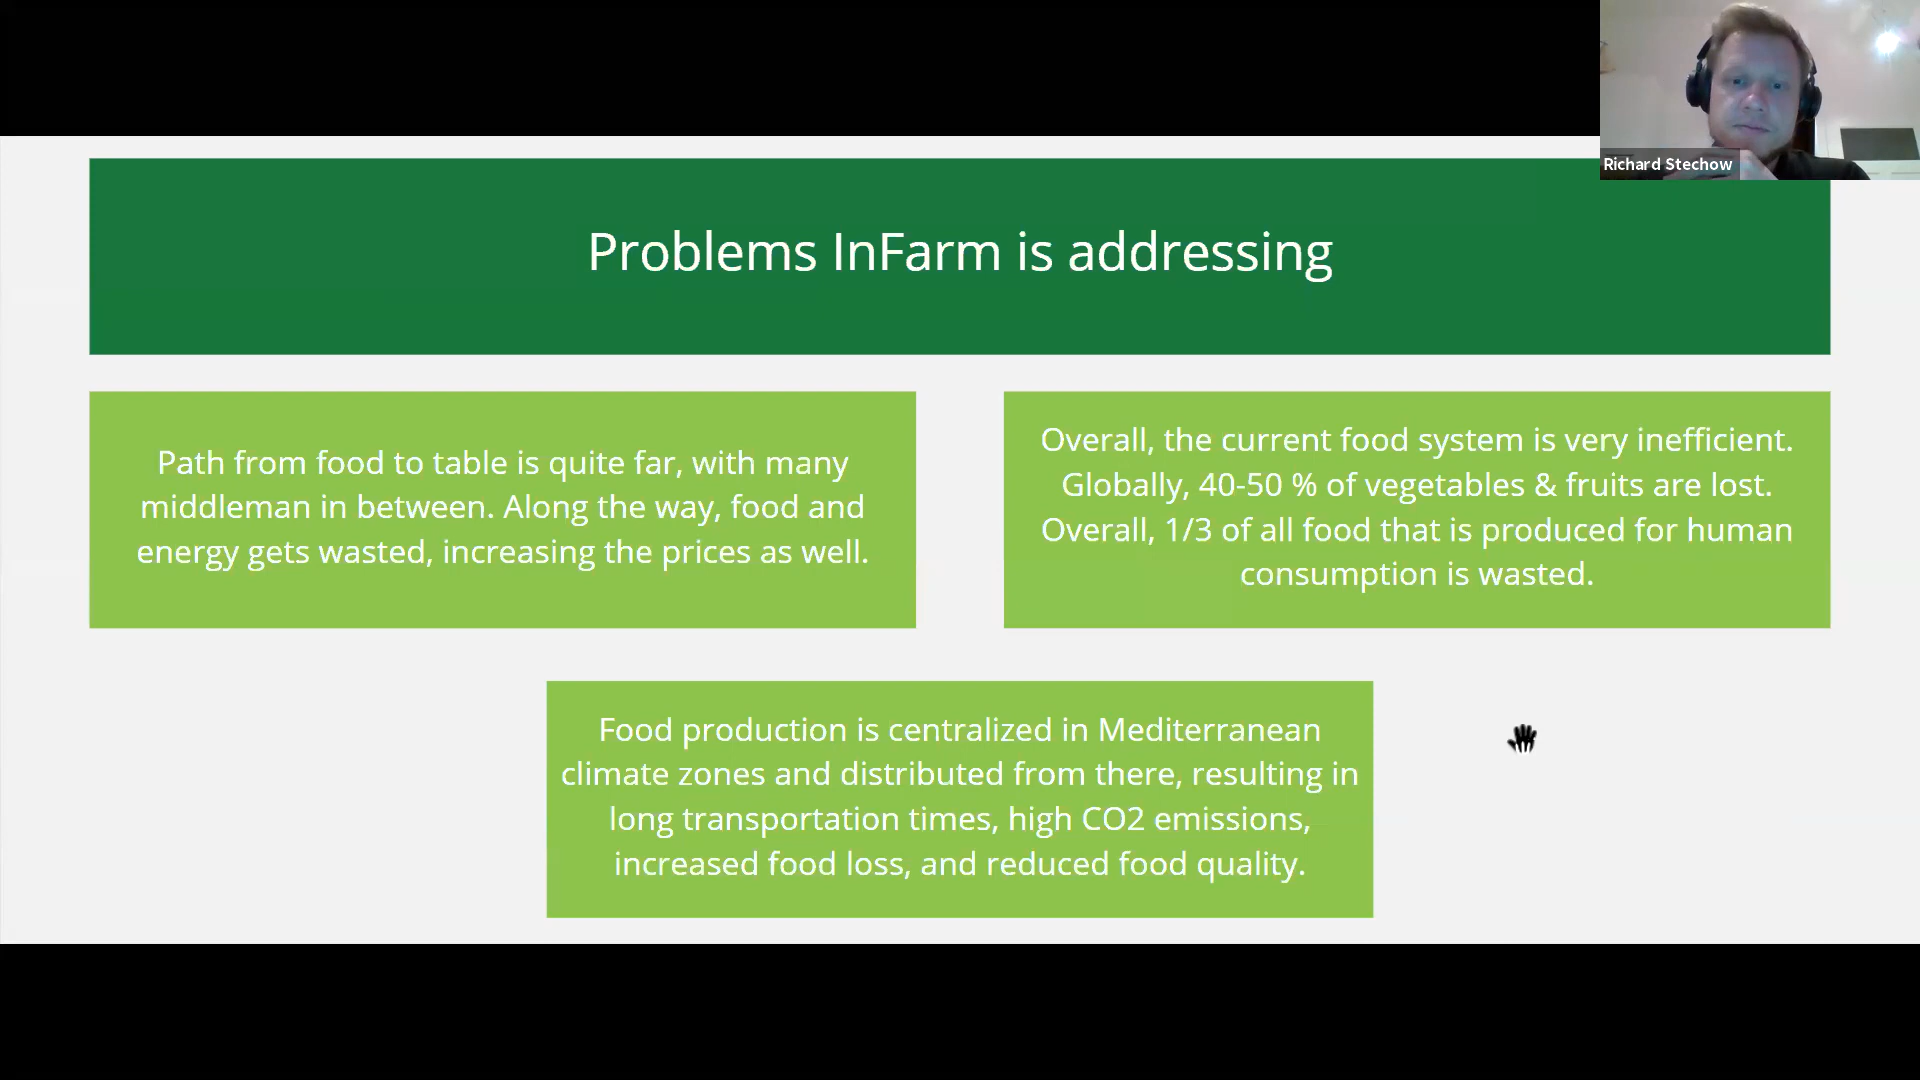 Richard Stechow
Problems InFarm is addressing
Path from food to table is quite far, with many
middleman in between. Along the way, food and
energy gets wasted, increasing the prices as well.
Overall, the current food system is very inefficient.
Globally, 40-50 % of vegetables & fruits are lost.
Overall, 1/3 of all food that is produced for human
consumption is wasted.
Food production is centralized in Mediterranean
climate zones and distributed from there, resulting in
long transportation times, high CO2 emissions,
increased food loss, and reduced food quality.